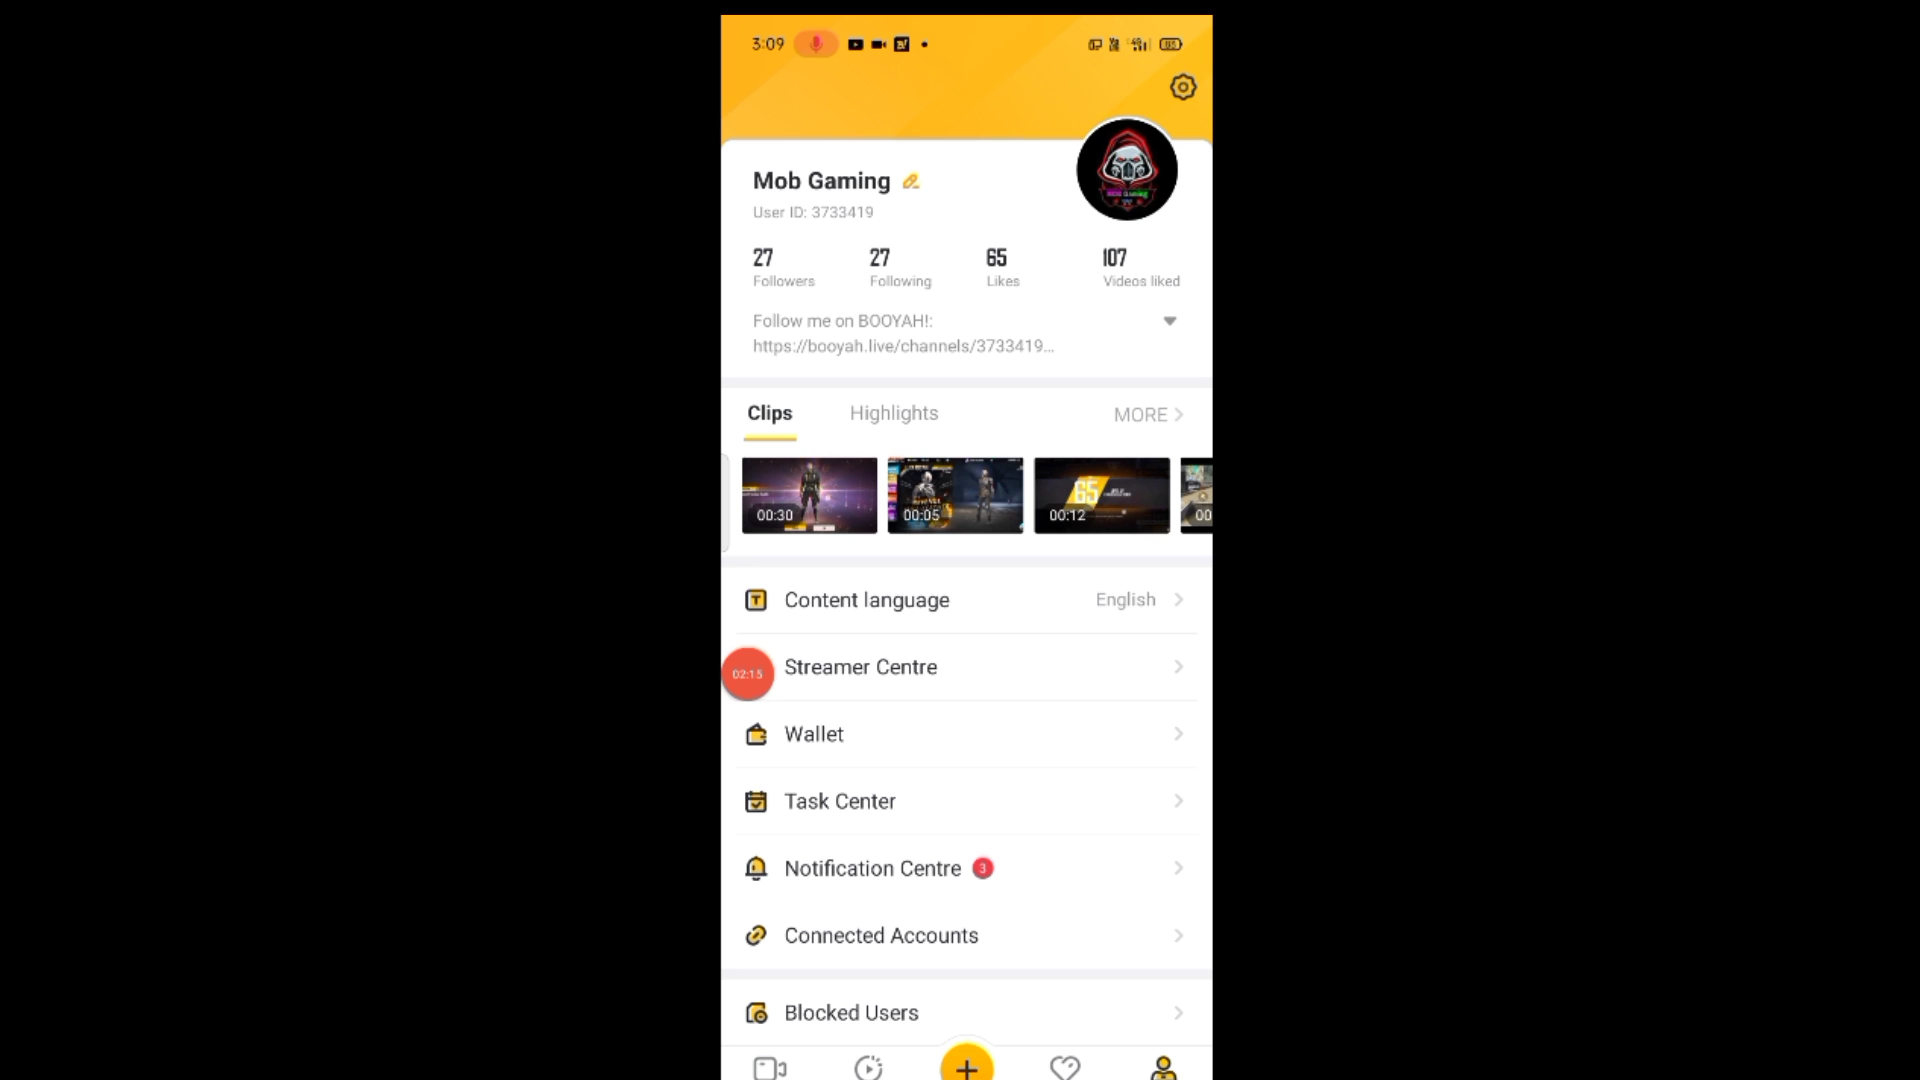 3:09
Mob Gaming
User ID: 3733419
27 27 65 107
Followers Following Likes Videos liked
Follow me on BOOYAH!:
https://booyah.live/channels/3733419...
Clips Highlights MORE
65
00:30 00:05 00:12 00
Content language English
02:15 Streamer Centre
Wallet
Task Center
Notification Centre 3
Connected Accounts
Blocked Users